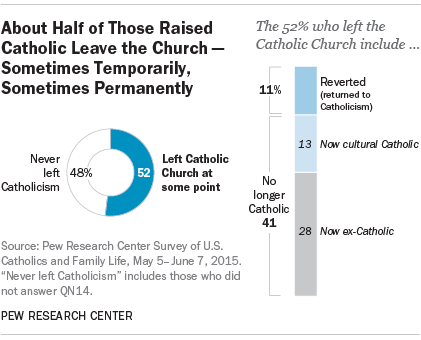 About Half of Those Raised
Catholic Leave the Church —
Sometimes Temporarily,
Sometimes Permanently
Never
left
Catholicism
48%
52
Left Catholic
Church at
some point
Source: Pew Research Center Survey of U.S.
Catholics and Family Life, May 5–June 7, 2015.
“Never left Catholicism” includes those who did
not answer QN14.
PEW RESEARCH CENTER
The 52% who left the
Catholic Church include ...
11%
Reverted
(returned to
Catholicism)
13
Now cultural Catholic
No
longer
Catholic
41
28
Now ex-Catholic